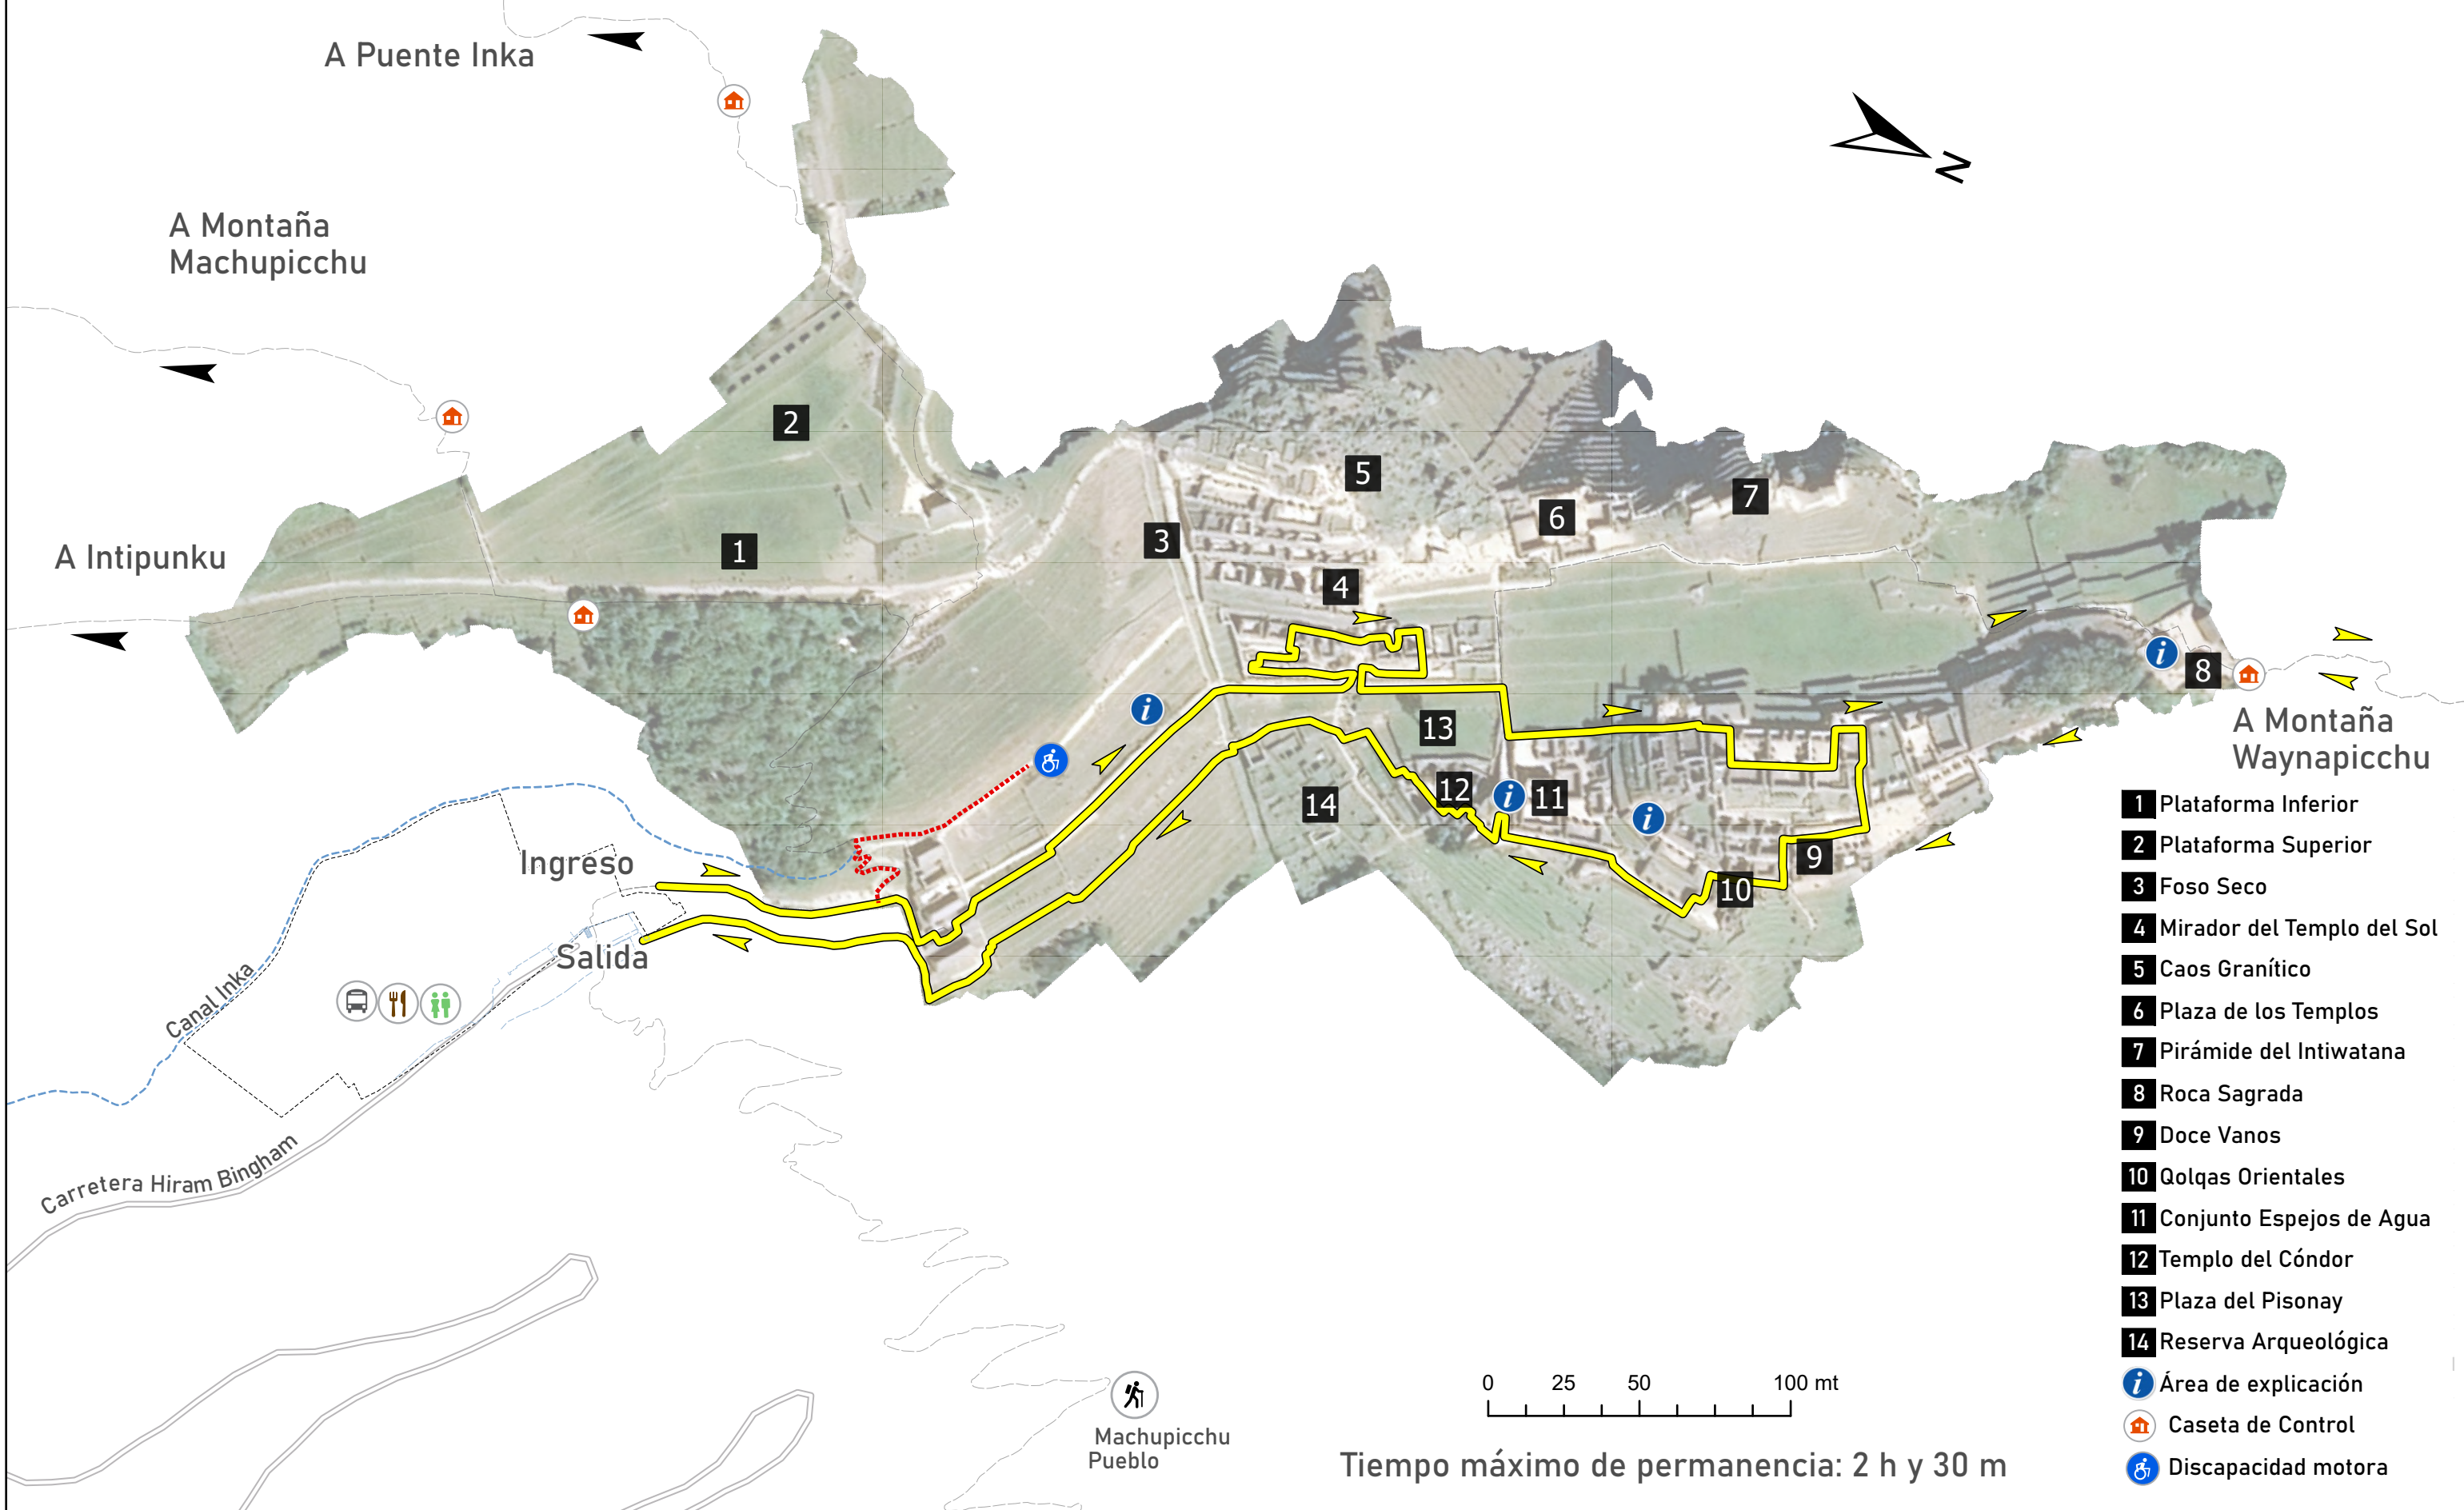 A Puente Inka
N
A Montaña
Machupicchu
2
5
7
6
3
1
A Intipunku
4
8
13
A Montaña
Waynapicchu
12
11
14
9
10
Ingreso
Salida
Canal Inka
Carretera Hiram Bingham
1 Plataforma Inferior
2 Plataforma Superior
3 Foso Seco
4 Mirador del Templo del Sol
5 Caos Granítico
6 Plaza de los Templos
7 Pirámide del Intiwatana
8 Roca Sagrada
9 Doce Vanos
10 Qolqas Orientales
11 Conjunto Espejos de Agua
12 Templo del Cóndor
13 Plaza del Pisonay
14 Reserva Arqueológica
i Área de explicación
Caseta de Control
Discapacidad motora
Machupicchu
Pueblo
0 25 50 100 mt
Tiempo máximo de permanencia: 2 h y 30 m